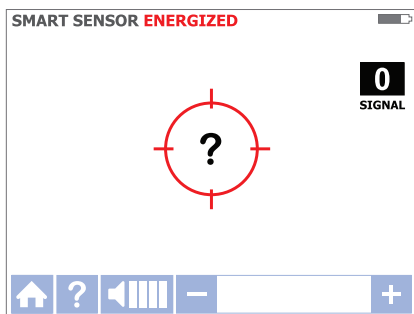 SMART SENSOR ENERGIZED
0
SIGNAL
?
?
− +